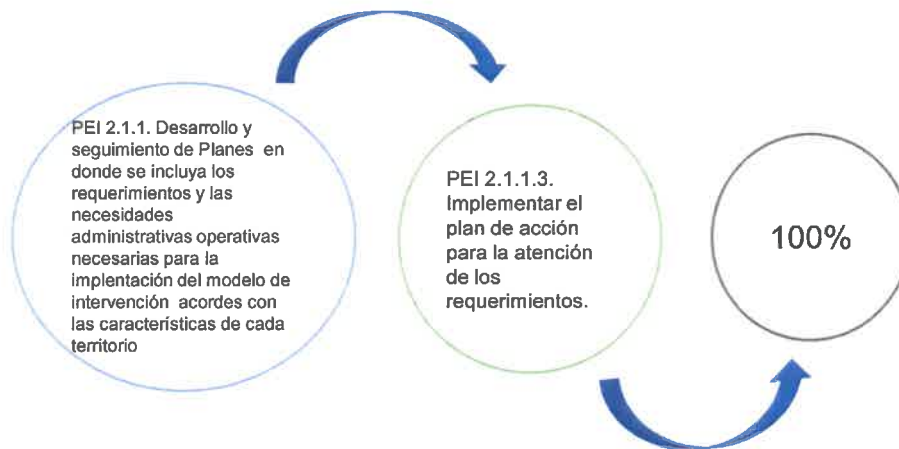 PEI 2.1.1. Desarrollo y
seguimiento de Planes en
donde se incluya los
requerimientos y las
necesidades
administrativas operativas
necesarias para la
implentación del modelo de
intervención acordes con
las características de cada
territorio
PEI 2.1.1.3.
Implementar el
plan de acción
para la atención
de los
requerimientos.
100%